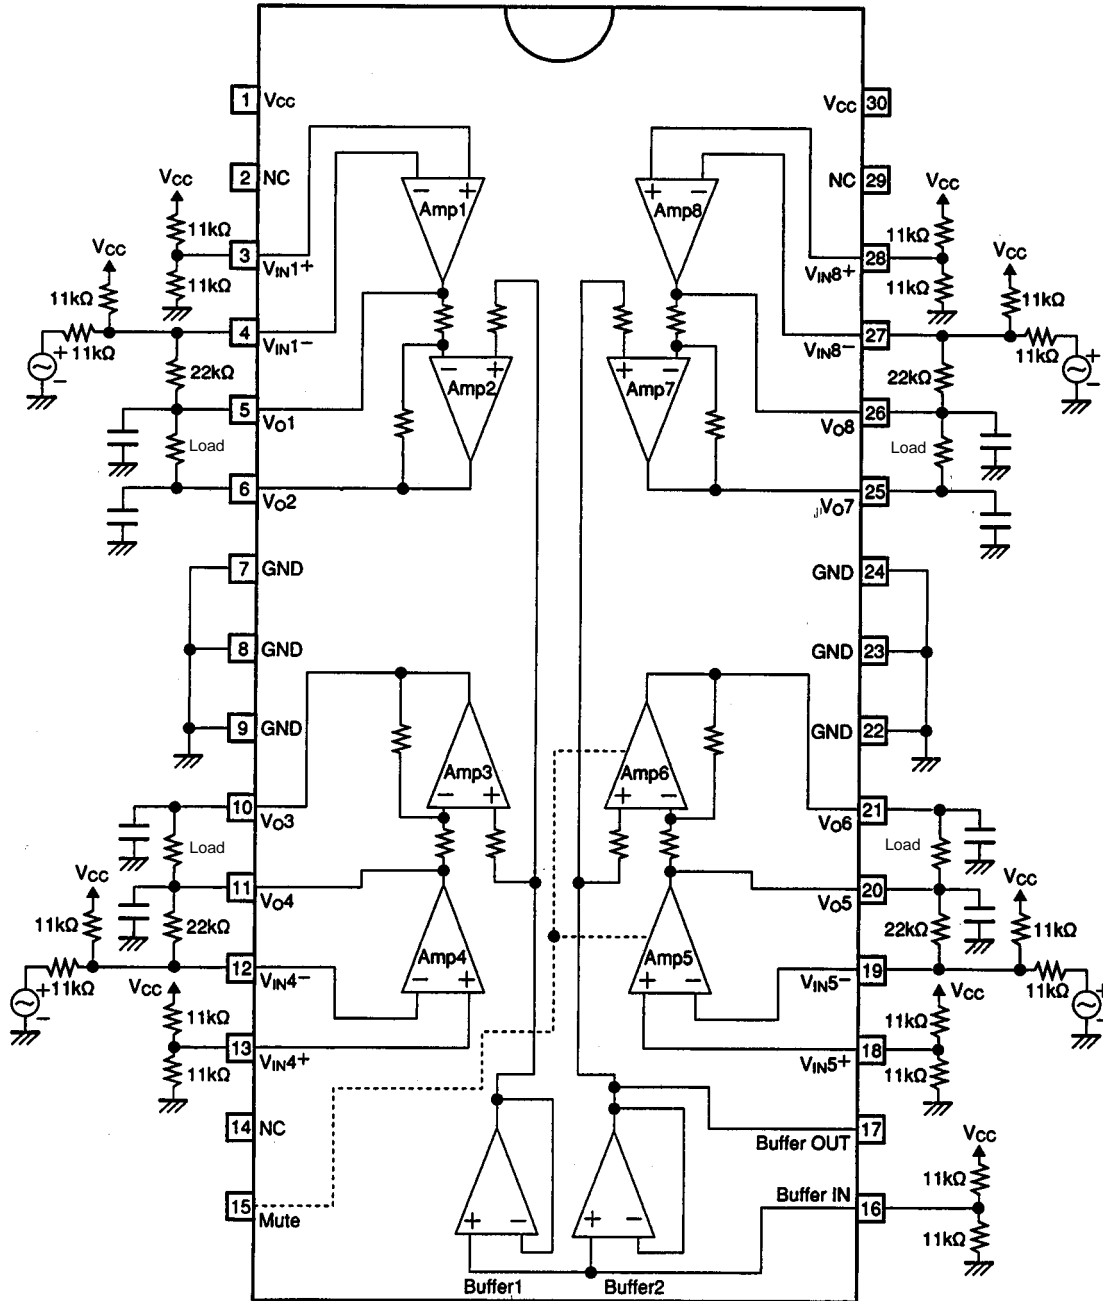 1 VCC
VCC 30
2 NC
NC 29
VCC
11kΩ
3 VIN1+
11kΩ
VCC
11kΩ
4 VIN1-
+
11kΩ
-
22kΩ
5 VO1
Load
6 VO2
- +
Amp1
- +
Amp2
+ -
Amp8
+ -
Amp7
VCC
11kΩ
VIN8+ 28
11kΩ
VCC
11kΩ
VIN8- 27
11kΩ
+
-
22kΩ
VO8 26
Load
VO7 25
7 GND
8 GND
9 GND
GND 24
GND 23
GND 22
Amp3
- +
Amp6
+ -
10 VO3
Load
VCC
11 VO4
11kΩ
22kΩ
12 VIN4-
+
11kΩ
-
VCC
11kΩ
13 VIN4+
11kΩ
Amp4
- +
Amp5
+ -
VO6 21
Load
VCC
VO5 20
22kΩ
11kΩ
VIN5- 19
11kΩ
+
-
VCC
11kΩ
VIN5+ 18
11kΩ
14 NC
15 Mute
Buffer OUT 17
Buffer IN 16
VCC
11kΩ
11kΩ
+ -
Buffer1
+ -
Buffer2